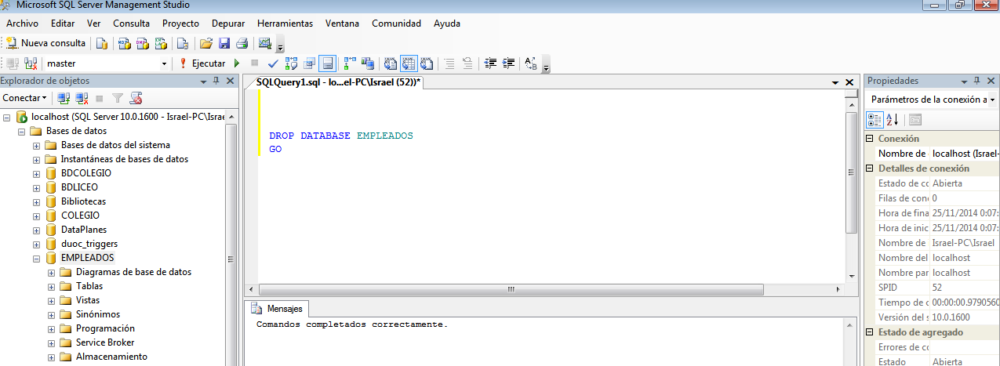 Microsoft SQL Server Management Studio
Archivo Editar Ver Consulta Proyecto Depurar Herramientas Ventana Comunidad Ayuda
Nueva consulta
master Ejecutar
Explorador de objetos
Conectar
localhost (SQL Server 10.0.1600 - Israel-PC\Israe
Bases de datos
Bases de datos del sistema
Instantáneas de bases de datos
BDCOLEGIO
BDLICEO
Bibliotecas
COLEGIO
DataPlanes
duoc_triggers
EMPLEADOS
Diagramas de base de datos
Tablas
Vistas
Sinónimos
Programación
Service Broker
Almacenamiento
SQLQuery1.sql - lo...el-PC\Israel (52))*
DROP DATABASE EMPLEADOS
GO
Mensajes
Comandos completados correctamente.
Propiedades
Parámetros de la conexión a
Conexión
Nombre de localhost (Israel-
Detalles de conexión
Estado de co Abierta
Filas de con 0
Hora de fina 25/11/2014 0:07:
Hora de inic 25/11/2014 0:07:
Nombre de Israel-PC\Israel
Nombre del localhost
Nombre par localhost
SPID 52
Tiempo de c 00:00:00.9790560
Versión del s 10.0.1600
Estado de agregado
Errores de co
Estado Abierta